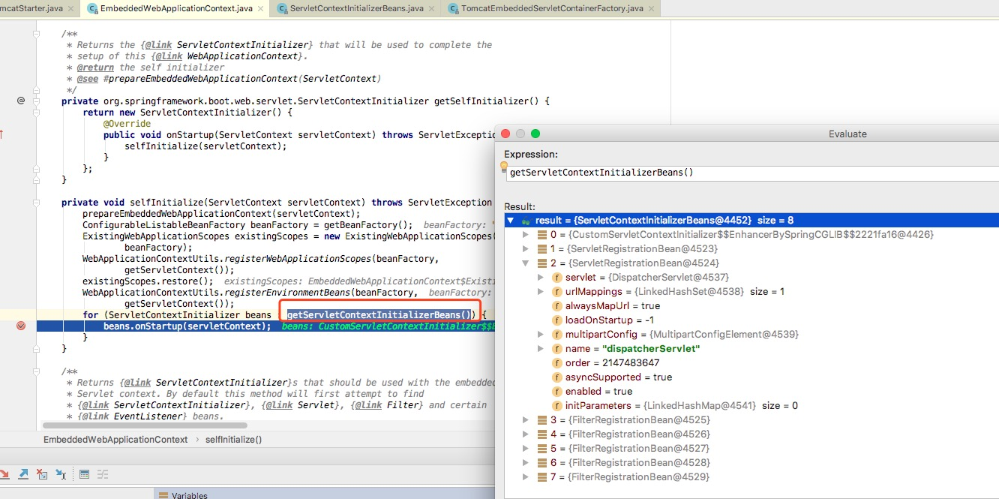 mcatStarter.java EmbeddedWebApplicationContext.java ServletContextInitializerBeans.java TomcatEmbeddedServletContainerFactory.java
/**
* Returns the {@link ServletContextInitializer} that will be used to complete the
* setup of this {@link WebApplicationContext}.
* @return the self initializer
* @see #prepareEmbeddedWebApplicationContext(ServletContext)
*/
@
private org.springframework.boot.web.servlet.ServletContextInitializer getSelfInitializer() {
return new ServletContextInitializer() {
@Override
public void onStartup(ServletContext servletContext) throws ServletException
selfInitialize(servletContext);
}
};
}
private void selfInitialize(ServletContext servletContext) throws ServletException
prepareEmbeddedWebApplicationContext(servletContext);
ConfigurableListableBeanFactory beanFactory = getBeanFactory(); beanFactory: "
ExistingWebApplicationScopes existingScopes = new ExistingWebApplicationScopes(
beanFactory);
WebApplicationContextUtils.registerWebApplicationScopes(beanFactory,
getServletContext());
existingScopes.restore(); existingScopes: EmbeddedWebApplicationContext$Existi
WebApplicationContextUtils.registerEnvironmentBeans(beanFactory, beanFactory:
getServletContext());
for (ServletContextInitializer beans : getServletContextInitializerBeans()) {
beans.onStartup(servletContext); beans: CustomServletContextInitializer$$E
}
}
/**
* Returns {@link ServletContextInitializer}s that should be used with the embedded
* Servlet context. By default this method will first attempt to find
* {@link ServletContextInitializer}, {@link Servlet}, {@link Filter} and certain
* {@link EventListener} beans.
EmbeddedWebApplicationContext › selfInitialize()
Variables
Evaluate
Expression:
getServletContextInitializerBeans()
Result:
result = {ServletContextInitializerBeans@4452} size = 8
0 = {CustomServletContextInitializer$$EnhancerBySpringCGLIB$$2221fa16@4426}
1 = {ServletRegistrationBean@4523}
2 = {ServletRegistrationBean@4524}
servlet = {DispatcherServlet@4537}
urlMappings = {LinkedHashSet@4538} size = 1
alwaysMapUrl = true
loadOnStartup = -1
multipartConfig = {MultipartConfigElement@4539}
name = "dispatcherServlet"
order = 2147483647
asyncSupported = true
enabled = true
initParameters = {LinkedHashMap@4541} size = 0
3 = {FilterRegistrationBean@4525}
4 = {FilterRegistrationBean@4526}
5 = {FilterRegistrationBean@4527}
6 = {FilterRegistrationBean@4528}
7 = {FilterRegistrationBean@4529}